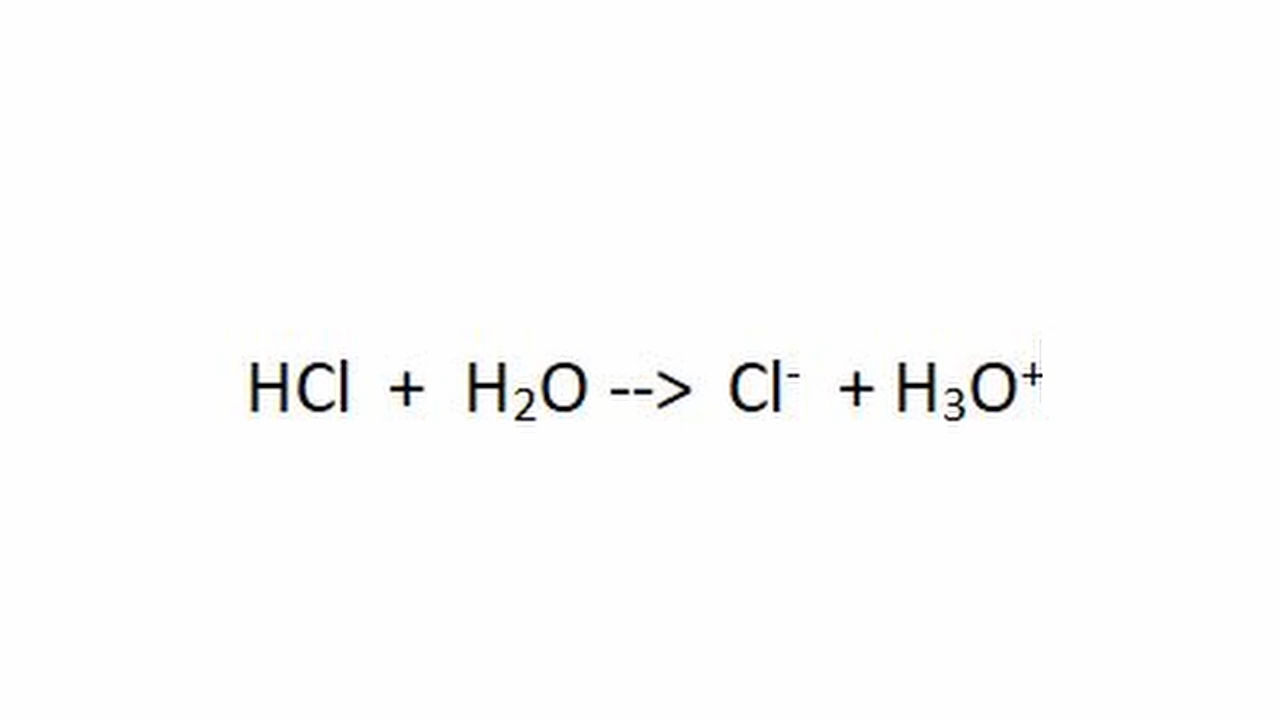 HCl + H₂O --> Cl⁻ + H₃O⁺